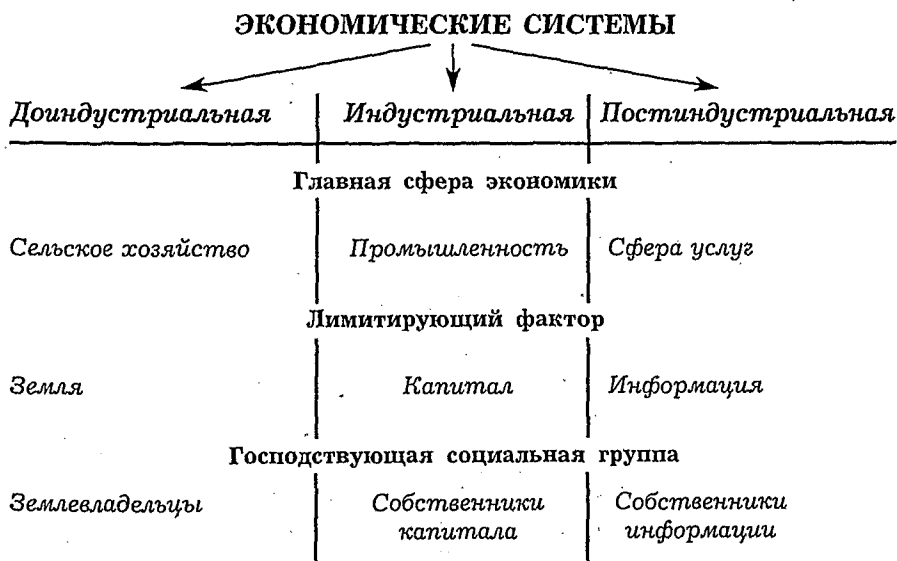 ЭКОНОМИЧЕСКИЕ СИСТЕМЫ
Доиндустриальная Индустриальная Постиндустриальная
Главная сфера экономики
Сельское хозяйство Промышленность Сфера услуг
Лимитирующий фактор
Земля Капитал Информация
Господствующая социальная группа
Землевладельцы Собственники Собственники
капитала информации